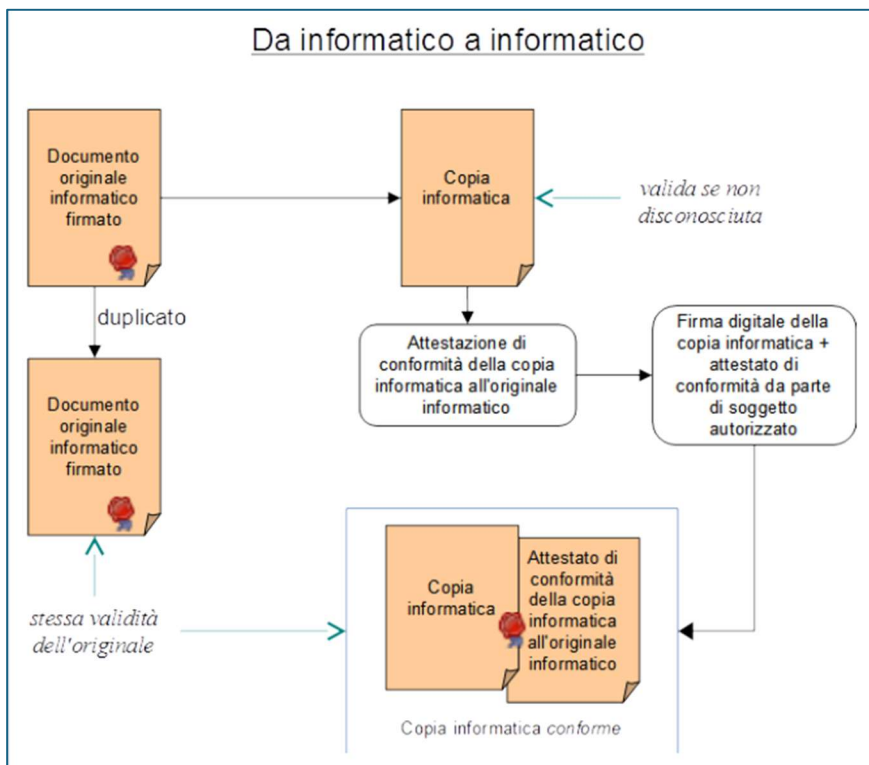 Da informatico a informatico
Documento
originale
informatico
firmato
Copia
informatica
valida se non
disconosciuta
duplicato
Attestazione di
conformità della copia
informatica all'originale
informatico
Firma digitale della
copia informatica +
attestato di
conformità da parte
di soggetto
autorizzato
Documento
originale
informatico
firmato
stessa validità
dell'originale
Copia
informatica
Attestato di
conformità
della copia
informatica
all'originale
informatico
Copia informatica conforme